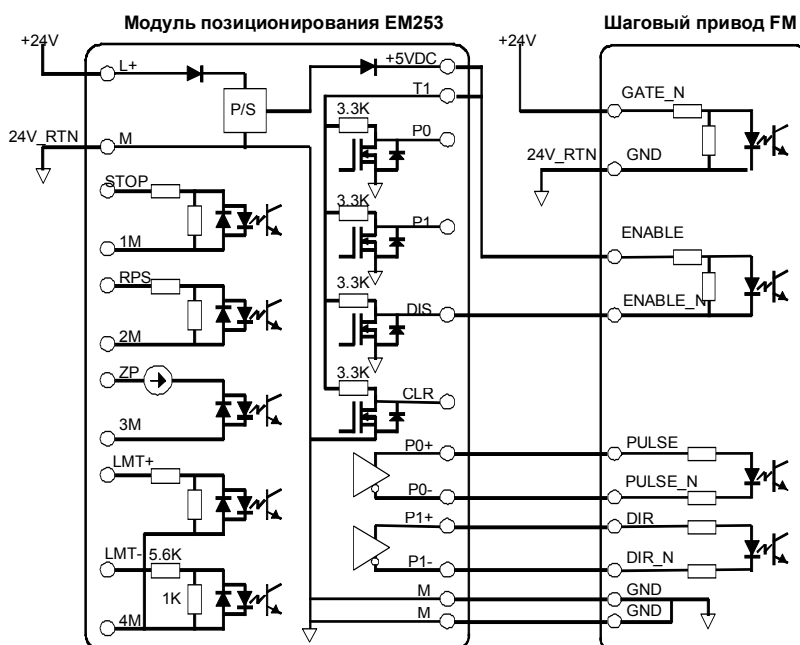 Модуль позиционирования EM253
Шаговый привод FM
+24V
L+
P/S
+5VDC
T1
24V_RTN
M
3.3K
P0
STOP
1M
3.3K
P1
RPS
2M
3.3K
DIS
ZP
3M
3.3K
CLR
LMT+
P0+
P0-
P1+
LMT-
5.6K
P1-
1K
M
4M
M
+24V
GATE_N
24V_RTN
GND
ENABLE
ENABLE_N
PULSE
PULSE_N
DIR
DIR_N
GND
GND